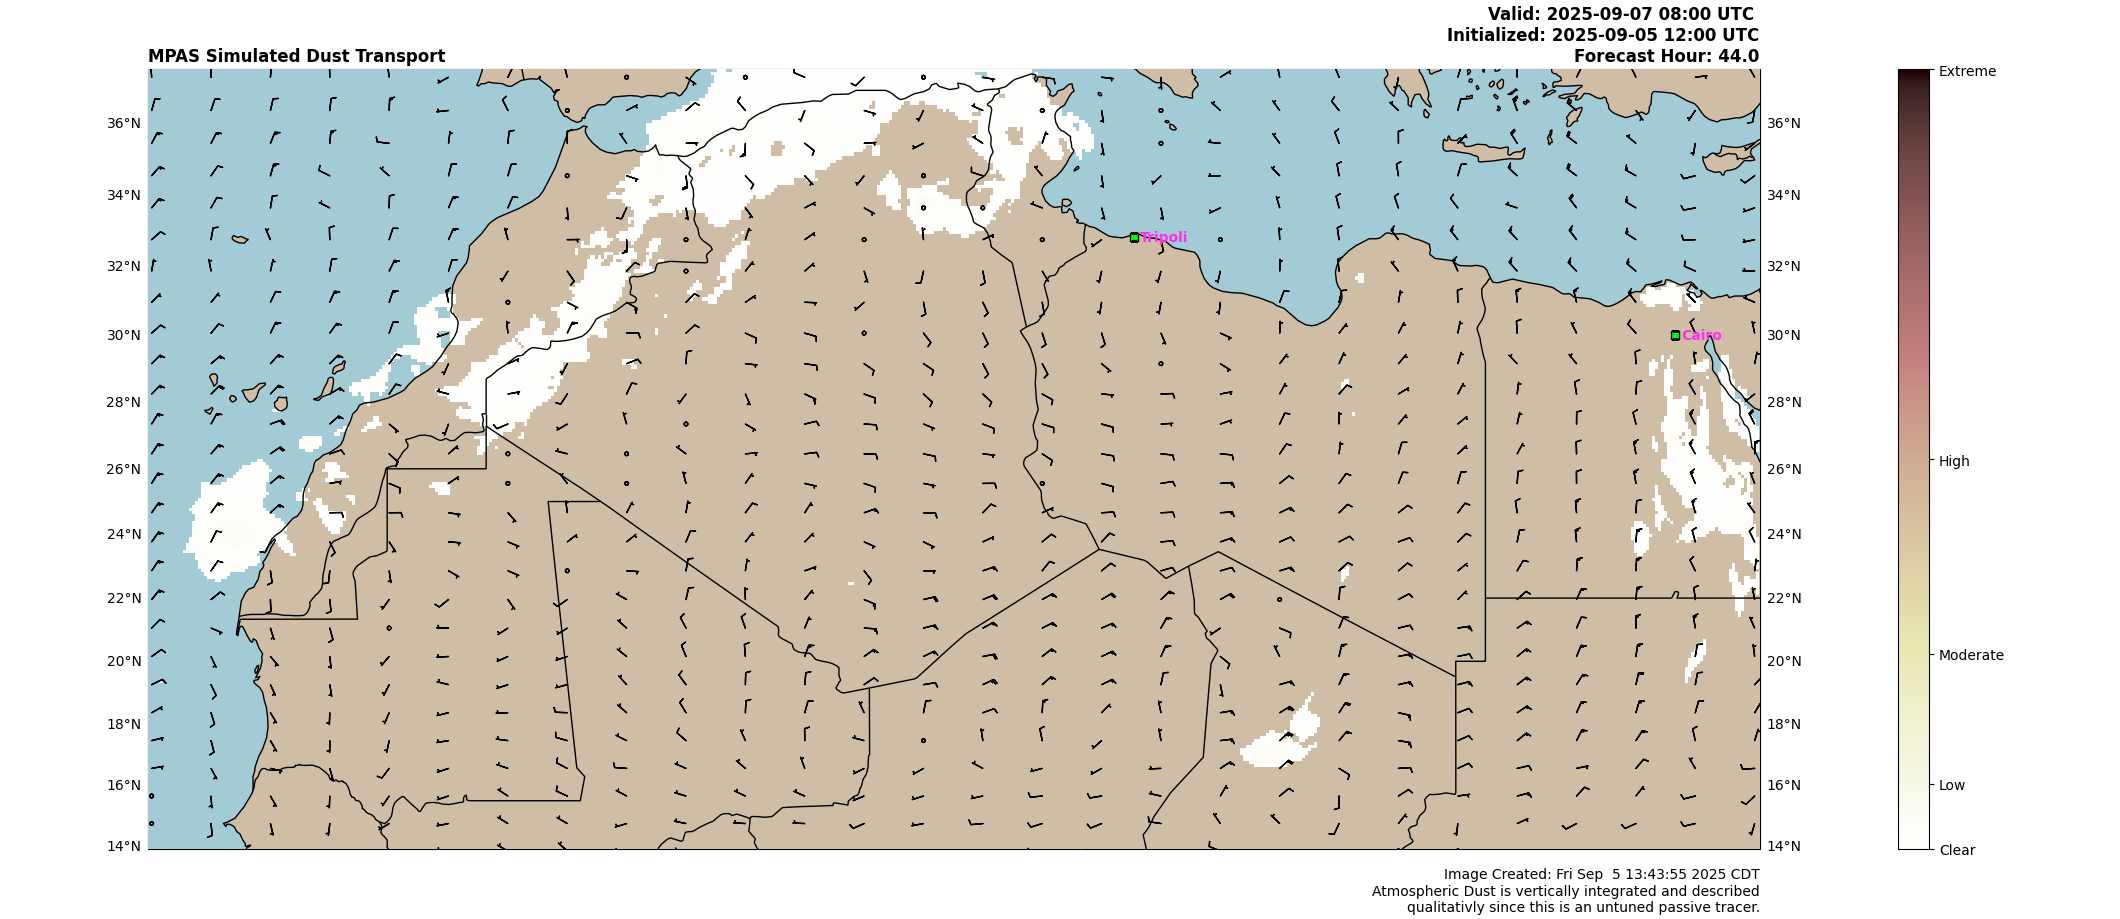 Valid: 2025-09-07 08:00 UTC
Initialized: 2025-09-05 12:00 UTC
MPAS Simulated Dust Transport
Forecast Hour: 44.0
36°N
34°N
32°N
30°N
28°N
26°N
24°N
22°N
20°N
18°N
16°N
14°N
Tripoli
Cairo
36°N
34°N
32°N
30°N
28°N
26°N
24°N
22°N
20°N
18°N
16°N
14°N
Extreme
High
Moderate
Low
Clear
Image Created: Fri Sep  5 13:43:55 2025 CDT
Atmospheric Dust is vertically integrated and described
qualitativly since this is an untuned passive tracer.